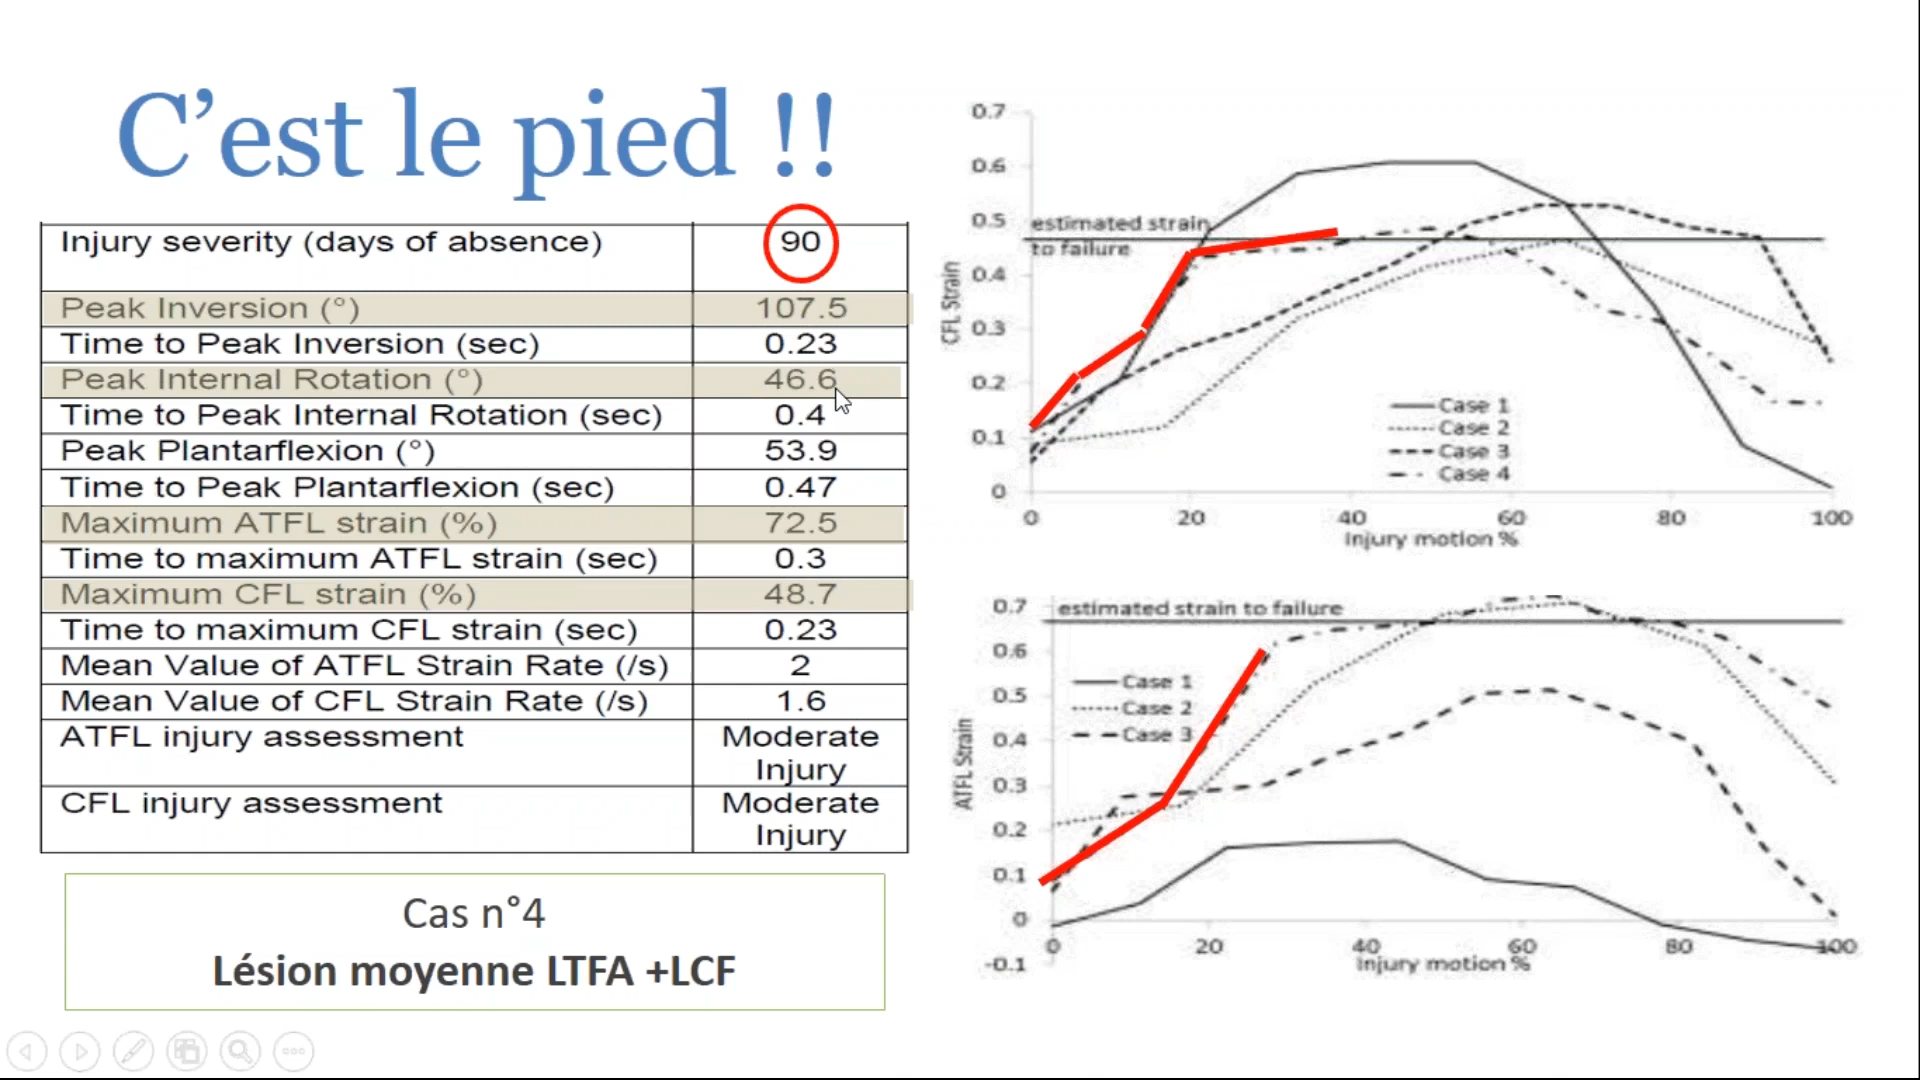 C’est le pied !!
Injury severity (days of absence) 90
Peak Inversion (°) 107.5
Time to Peak Inversion (sec) 0.23
Peak Internal Rotation (°) 46.6
Time to Peak Internal Rotation (sec) 0.4
Peak Plantarflexion (°) 53.9
Time to Peak Plantarflexion (sec) 0.47
Maximum ATFL strain (%) 72.5
Time to maximum ATFL strain (sec) 0.3
Maximum CFL strain (%) 48.7
Time to maximum CFL strain (sec) 0.23
Mean Value of ATFL Strain Rate (/s) 2
Mean Value of CFL Strain Rate (/s) 1.6
ATFL injury assessment Moderate
Injury
CFL injury assessment Moderate
Injury
Cas n°4
Lésion moyenne LTFA +LCF
0.7
0.6
0.5
estimated strain
to failure
0.4
0.3
0.2
0.1
0
CFL Strain
Case 1
Case 2
Case 3
Case 4
0 20 40 60 80 100
Injury motion %
0.7
estimated strain to failure
0.6
0.5
0.4
0.3
0.2
0.1
0
-0.1
ATFL Strain
Case 1
Case 2
Case 3
0 20 40 60 80 100
Injury motion %